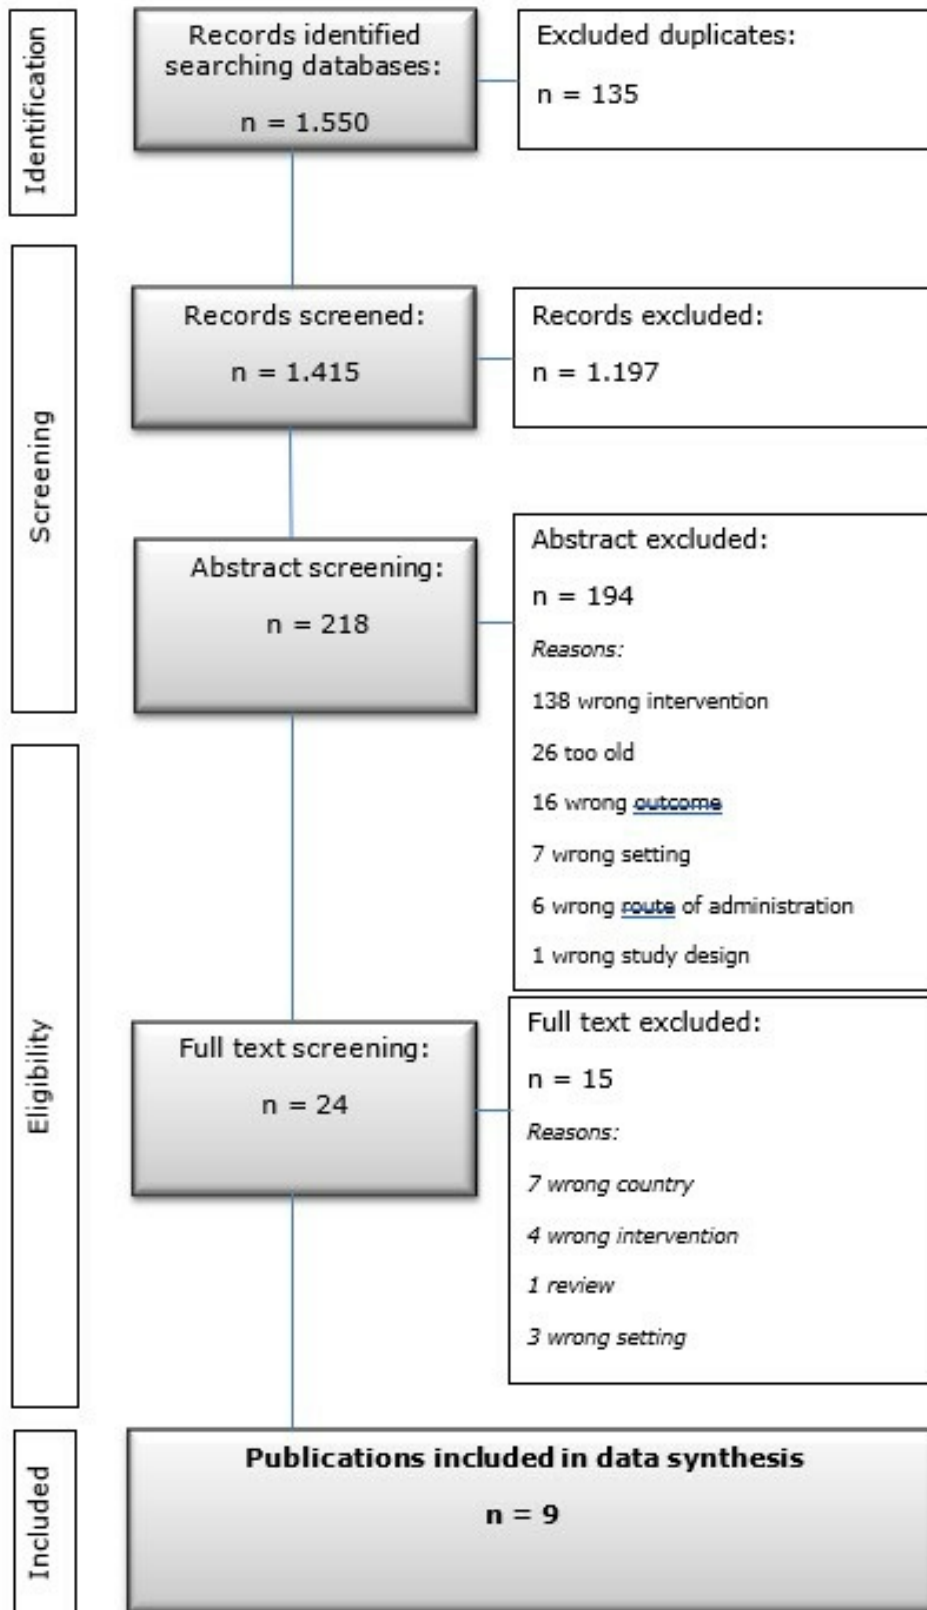 Identification
Records identified
searching databases:
n = 1.550
Excluded duplicates:
n = 135
Screening
Records screened:
n = 1.415
Records excluded:
n = 1.197
Abstract screening:
n = 218
Abstract excluded:
n = 194
Reasons:
138 wrong intervention
26 too old
16 wrong outcome
7 wrong setting
6 wrong route of administration
1 wrong study design
Eligibility
Full text screening:
n = 24
Full text excluded:
n = 15
Reasons:
7 wrong country
4 wrong intervention
1 review
3 wrong setting
Included
Publications included in data synthesis
n = 9